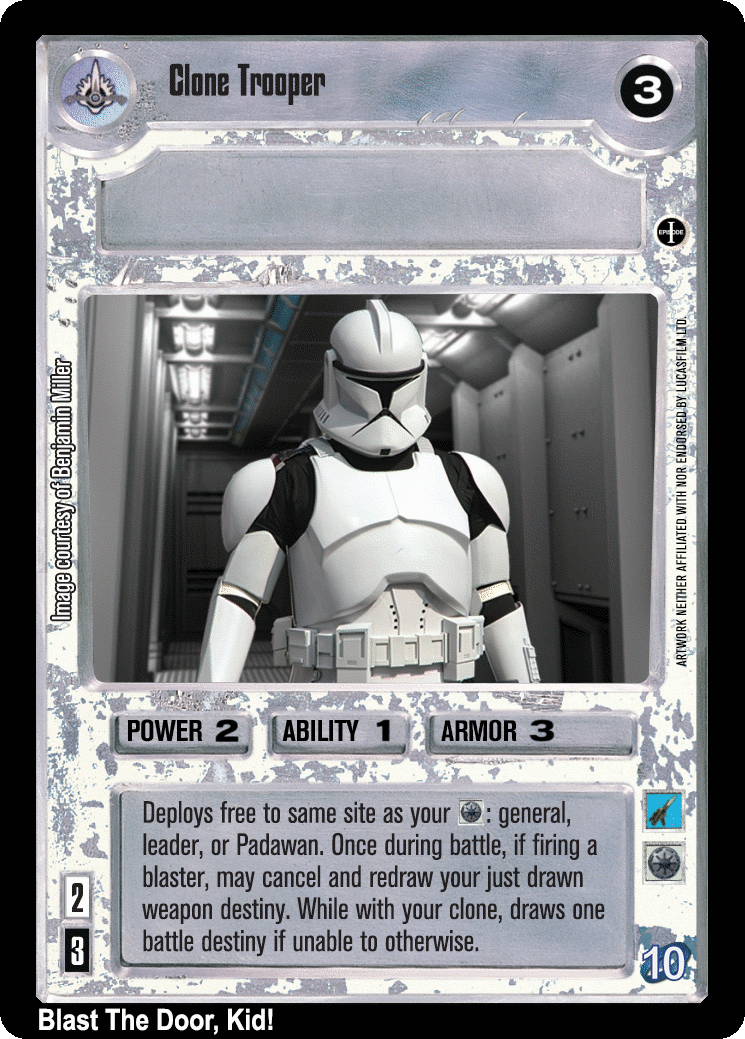 Clone Trooper
3
EPISODE
I
Image courtesy of Benjamin Miller
ARTWORK NEITHER AFFILIATED WITH NOR ENDORSED BY LUCASFILM LTD.
POWER 2
ABILITY 1
ARMOR 3
Deploys free to same site as your : general,
leader, or Padawan. Once during battle, if firing a
blaster, may cancel and redraw your just drawn
weapon destiny. While with your clone, draws one
battle destiny if unable to otherwise.
2
3
10
Blast The Door, Kid!